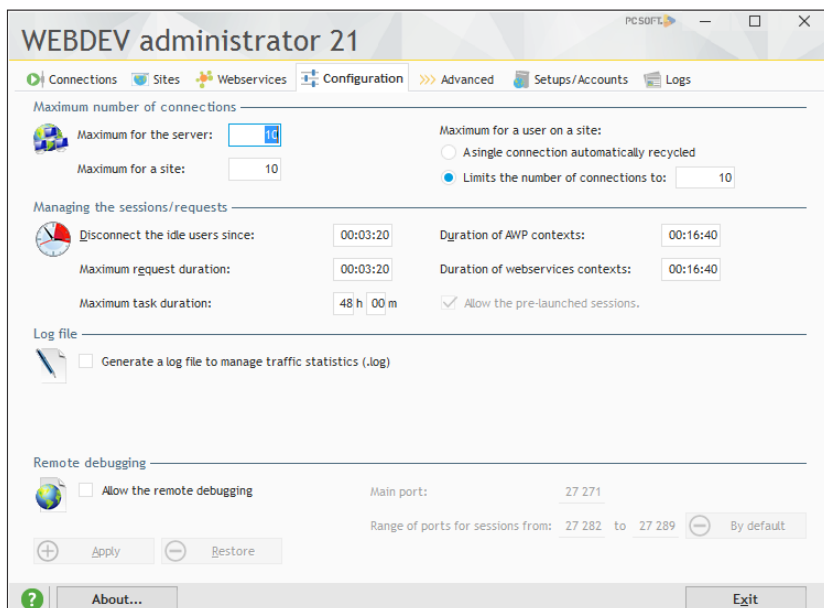 PC SOFT
WEBDEV administrator 21
Connections Sites Webservices Configuration Advanced Setups/Accounts Logs
Maximum number of connections
Maximum for the server: 10
Maximum for a site: 10
Maximum for a user on a site:
Asingle connection automatically recycled
Limits the number of connections to: 10
Managing the sessions/requests
Disconnect the idle users since: 00:03:20 Duration of AWP contexts: 00:16:40
Maximum request duration: 00:03:20 Duration of webservices contexts: 00:16:40
Maximum task duration: 48 h 00 m Allow the pre-launched sessions.
Log file
Generate a log file to manage traffic statistics (.log)
Remote debugging
Allow the remote debugging Main port: 27 271
Range of ports for sessions from: 27 282 to 27 289 By default
Apply Restore
? About... Exit